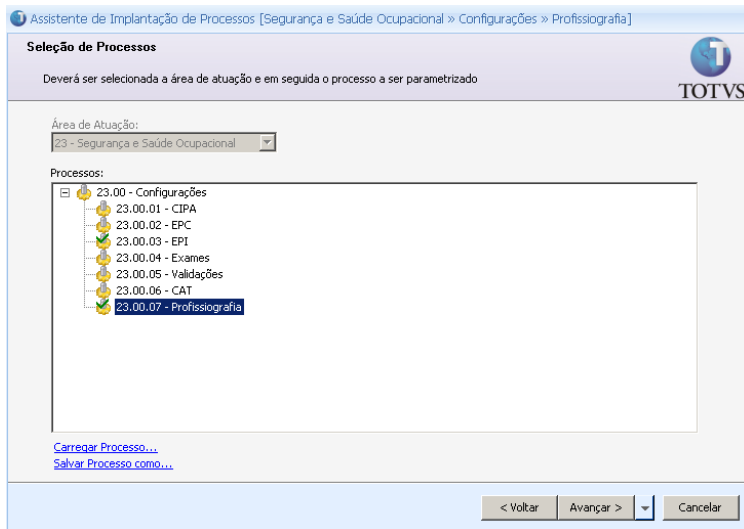 Assistente de Implantação de Processos [Segurança e Saúde Ocupacional » Configurações » Profissiografia]
Seleção de Processos
Deverá ser selecionada a área de atuação e em seguida o processo a ser parametrizado
TOTVS
Área de Atuação:
23 - Segurança e Saúde Ocupacional
Processos:
23.00 - Configurações
23.00.01 - CIPA
23.00.02 - EPC
23.00.03 - EPI
23.00.04 - Exames
23.00.05 - Validações
23.00.06 - CAT
23.00.07 - Profissiografia
Carregar Processo...
Salvar Processo como...
< Voltar
Avançar >
Cancelar